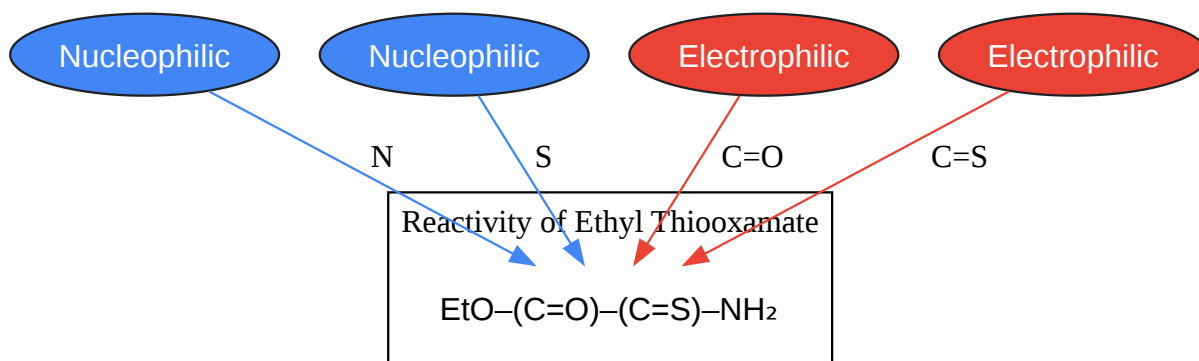 Nucleophilic Nucleophilic Electrophilic Electrophilic
N S C=O C=S
Reactivity of Ethyl Thiooxamate
EtO–(C=O)–(C=S)–NH₂